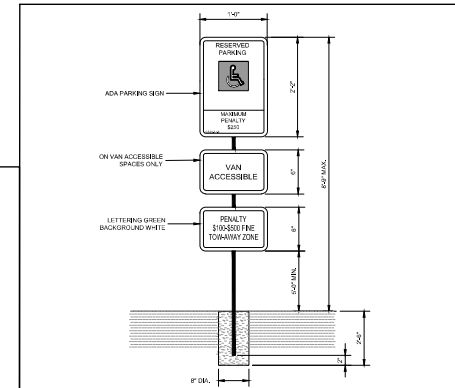 1'-0"
RESERVED
PARKING
ADA PARKING SIGN
MAXIMUM
PENALTY
$250
2'-2"
ON VAN ACCESSIBLE
SPACES ONLY
VAN
ACCESSIBLE
6"
8'-9" MAX.
LETTERING GREEN
BACKGROUND WHITE
PENALTY
$100-$500 FINE
TOW-AWAY ZONE
6"
5'-0" MIN.
2'-6"
2"
8" DIA.